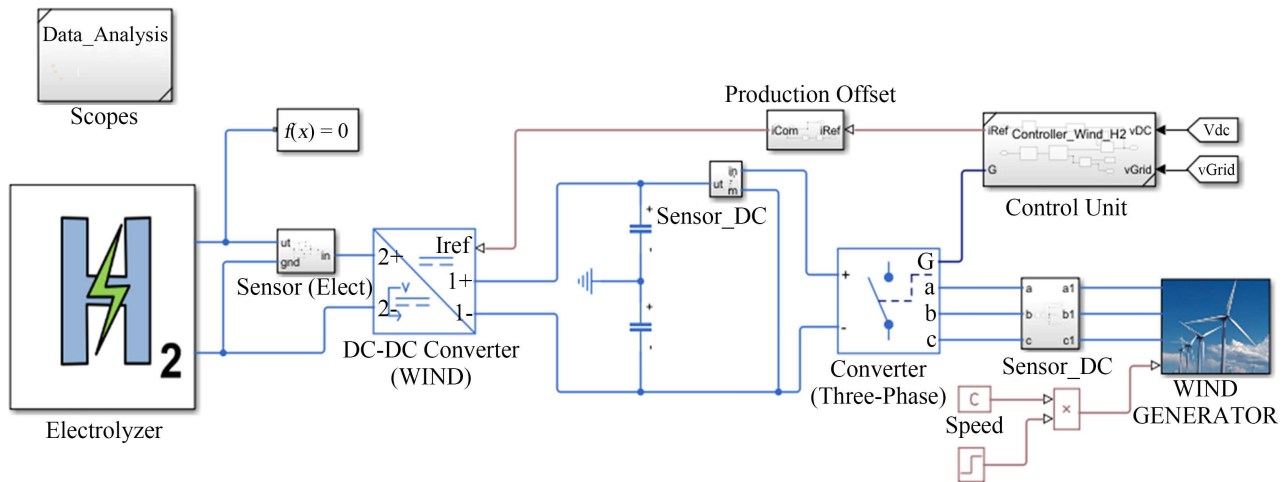 Data_Analysis
Scopes
f(x) = 0
Production Offset
iCom
iRef
iRef
Controller_Wind_H2
vDC
G
vGrid
Vdc
vGrid
Control Unit
ut
in
m
Sensor_DC
ut
gnd
in
Sensor (Elect)
2+
2-
Iref
1+
1-
V
DC-DC Converter
(WIND)
+
-
+
-
+
-
G
a
b
c
Converter
(Three-Phase)
a
b
c
a1
b1
c1
Sensor_DC
WIND
GENERATOR
C
Speed
×
H
2
Electrolyzer